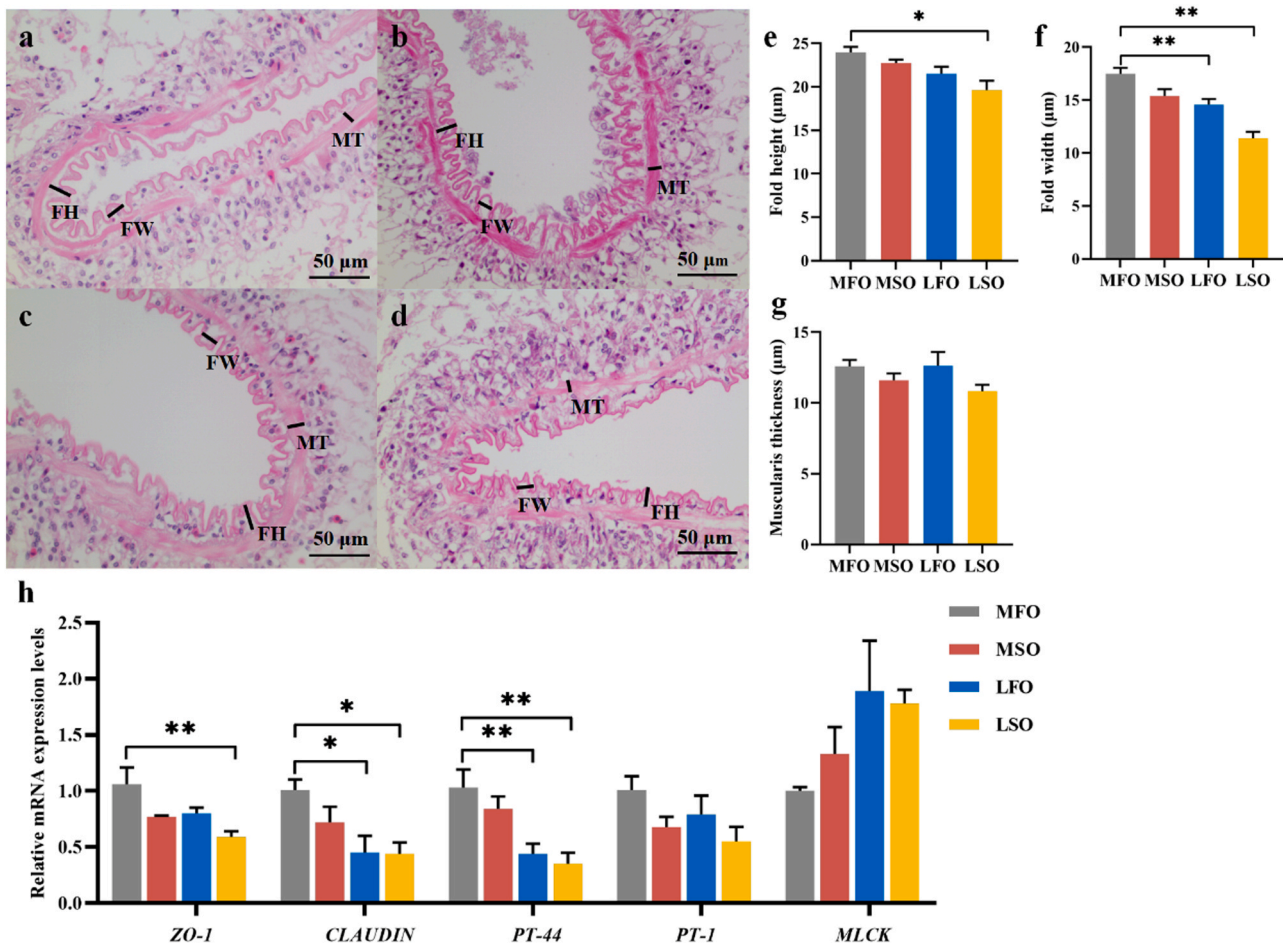 a
FH
FW
MT
50 μm
b
FH
FW
MT
50 μm
c
FW
MT
FH
50 μm
d
MT
FW
FH
50 μm
e
*
Fold height (μm)
25
20
15
10
5
0
MFO MSO LFO LSO
f
**
**
Fold width (μm)
20
15
10
5
0
MFO MSO LFO LSO
g
Muscularis thickness (μm)
15
10
5
0
MFO MSO LFO LSO
h
Relative mRNA expression levels
2.5
2.0
1.5
1.0
0.5
0.0
**
*
*
**
**
ZO-1 CLAUDIN PT-44 PT-1 MLCK
MFO
MSO
LFO
LSO